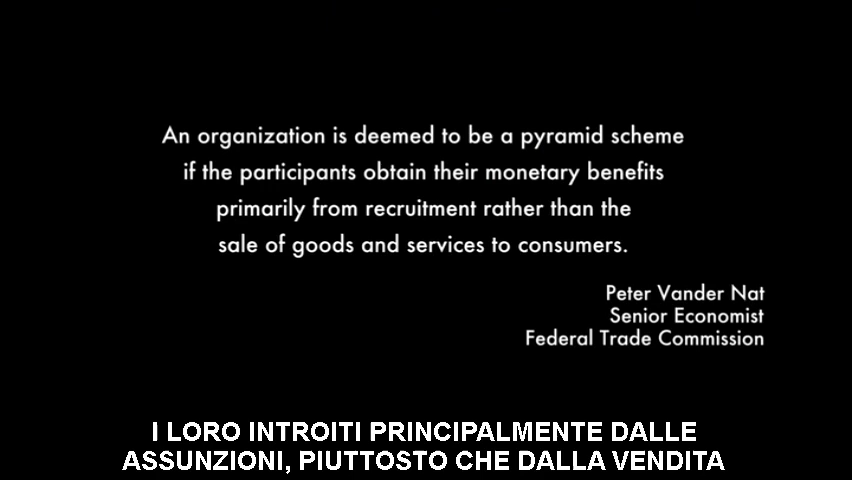 An organization is deemed to be a pyramid scheme
if the participants obtain their monetary benefits
primarily from recruitment rather than the
sale of goods and services to consumers.
Peter Vander Nat
Senior Economist
Federal Trade Commission
I LORO INTROITI PRINCIPALMENTE DALLE
ASSUNZIONI, PIUTTOSTO CHE DALLA VENDITA